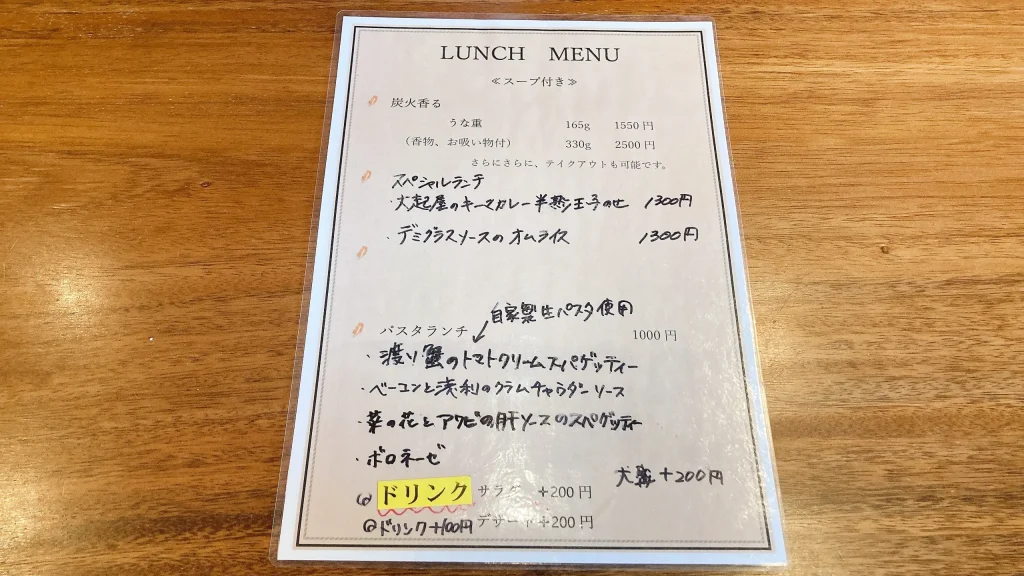 LUNCH MENU
≪スープ付き≫
炭火香る
うな重 165g 1550円
(香物、お吸い物付) 330g 2500円
さらにさらに、テイクアウトも可能です。
スペシャルランチ
・大起屋のキーマカレー半熟玉子のせ 1300円
・デミグラスソースのオムライス 1300円
自家製生パスタ使用
パスタランチ 1000円
・渡り蟹のトマトクリームスパゲッティー
・ベーコンと浅利のクラムチャウダーソース
・菜の花とアワビの肝ソースのスペゲッティー
・ボロネーゼ
大盛+200円
ドリンク サラダ +200円
ドリンク+100円 デザート+200円